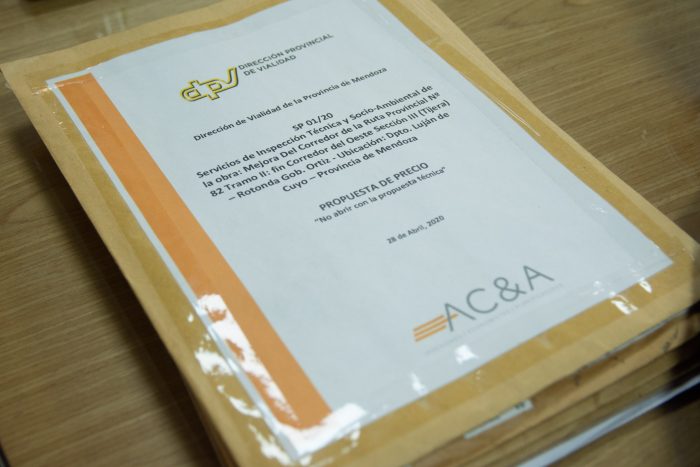 dpv
DIRECCIÓN PROVINCIAL
DE VIALIDAD
Dirección de Vialidad de la Provincia de Mendoza
SP 01/20
Servicios de Inspección Técnica y Socio-Ambiental de
la obra: Mejora Del Corredor de la Ruta Provincial Nº
82 Tramo II: fin Corredor del Oeste Sección III (Tijera)
– Rotonda Gob. Ortiz - Ubicación: Dpto. Luján de
Cuyo – Provincia de Mendoza
PROPUESTA DE PRECIO
"No abrir con la propuesta técnica"
28 de Abril, 2020
AC&A